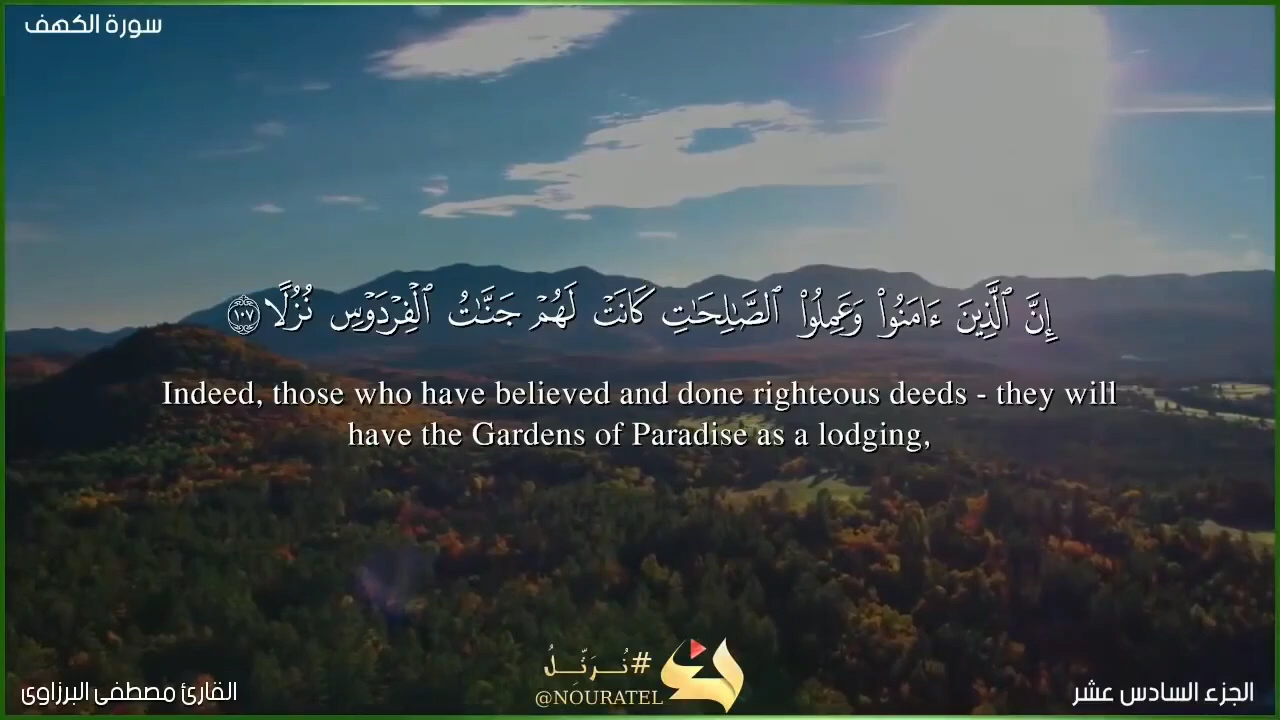 سورة الكهف
إِنَّ ٱلَّذِينَ ءَامَنُوا۟ وَعَمِلُوا۟ ٱلصَّـٰلِحَـٰتِ كَانَتْ لَهُمْ جَنَّـٰتُ ٱلْفِرْدَوْسِ نُزُلًا ١٠٧
Indeed, those who have believed and done righteous deeds - they will
have the Gardens of Paradise as a lodging,
#نُرَتِّلُ
@NOURATEL
الجزء السادس عشر
القارئ مصطفى البرزاوي